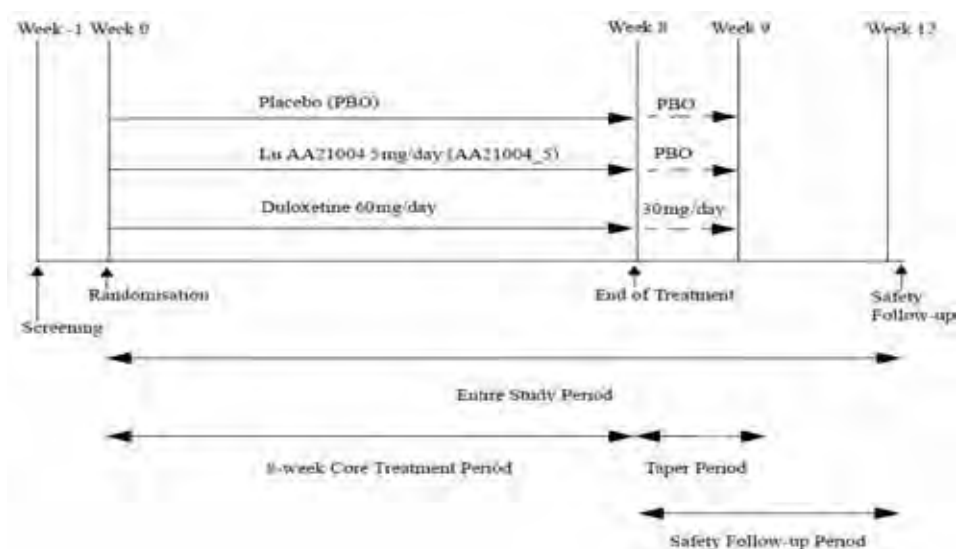 Week -1 Week 0 Week 8 Week 9 Week 12
Placebo (PBO) PBO
Lu AA21004 5mg/day (AA21004_5) PBO
Duloxetine 60mg/day 30mg/day
Randomisation End of Treatment Safety
Follow-up
Screening
Entire Study Period
8-week Core Treatment Period Taper Period
Safety Follow-up Period